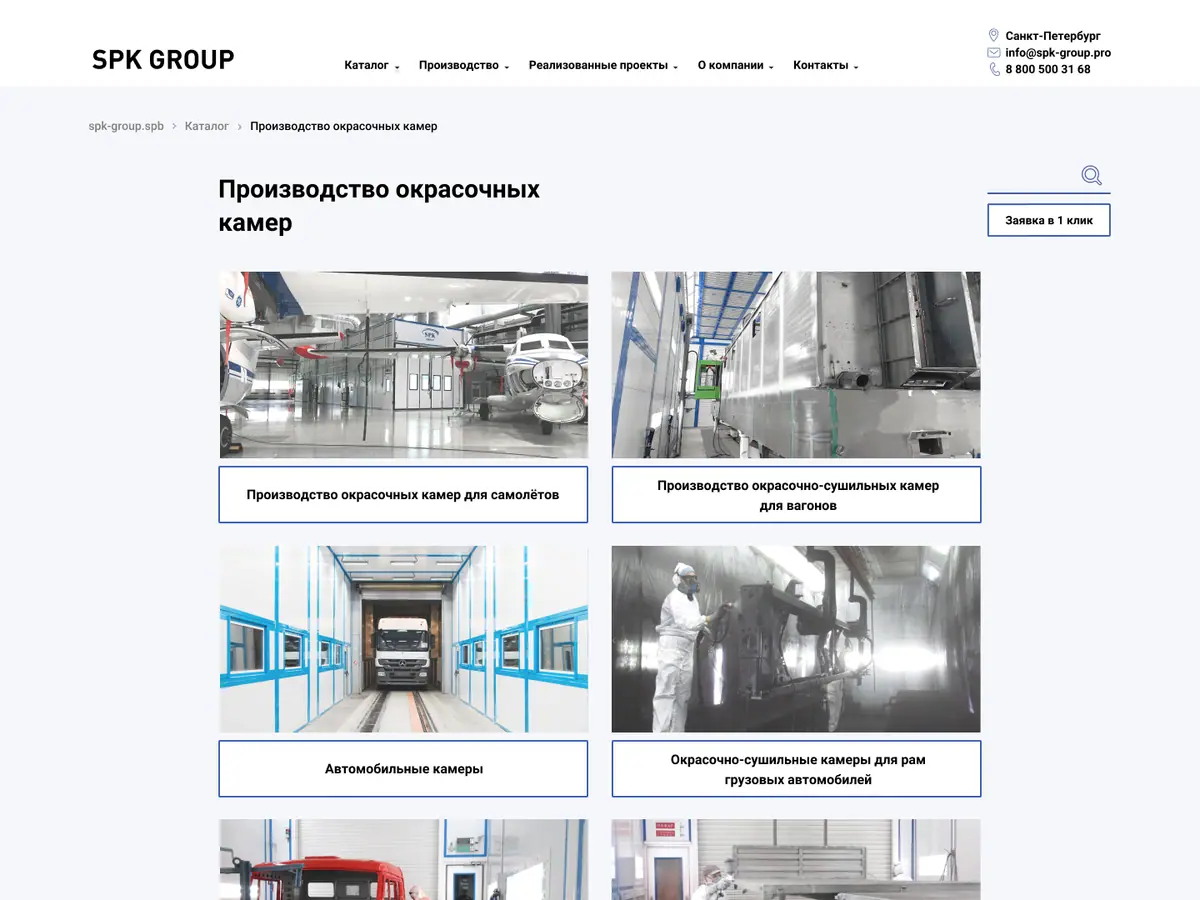 SPK GROUP
Каталог
Производство
Реализованные проекты
О компании
Контакты
Санкт-Петербург
info@spk-group.pro
8 800 500 31 68
spk-group.spb > Каталог > Производство окрасочных камер
Производство окрасочных
камер
Заявка в 1 клик
SPK
Производство окрасочных камер для самолётов
Производство окрасочно-сушильных камер
для вагонов
Автомобильные камеры
Окрасочно-сушильные камеры для рам
грузовых автомобилей